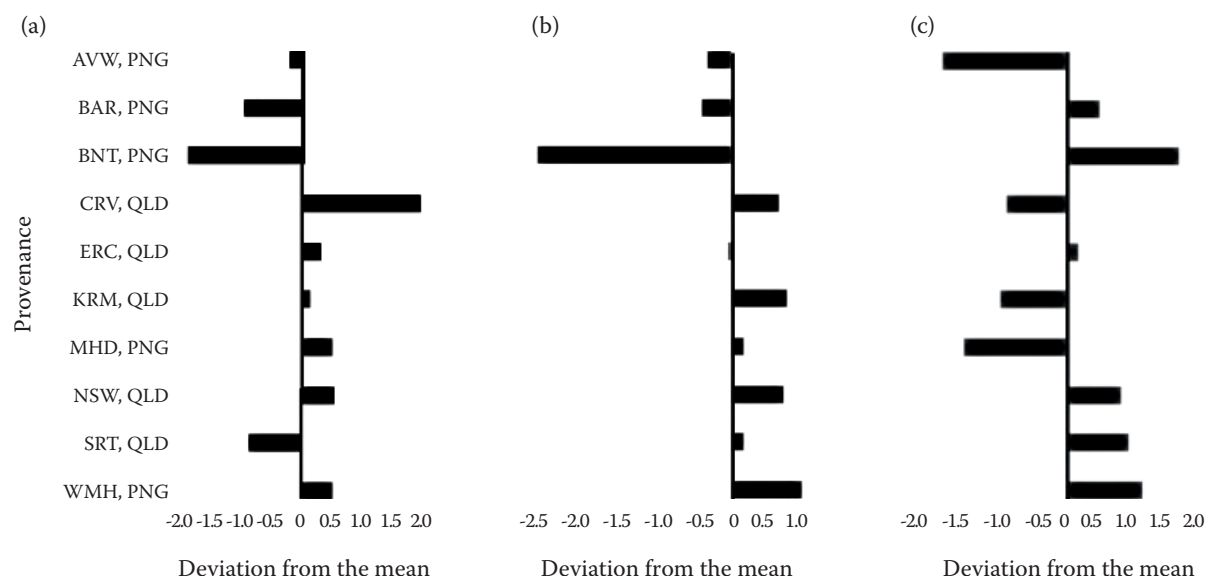 (a) (b) (c)
AVW, PNG
BAR, PNG
BNT, PNG
CRV, QLD
ERC, QLD
KRM, QLD
MHD, PNG
NSW, QLD
SRT, QLD
WMH, PNG
Provenance
-2.0 -1.5 -1.0 -0.5 0 0.5 1.0 1.5 2.0 -2.5 -2.0 -1.5 -1.0 -0.5 0 0.5 1.0 -2.0 -1.5 -1.0 -0.5 0 0.5 1.0 1.5 2.0
Deviation from the mean Deviation from the mean Deviation from the mean